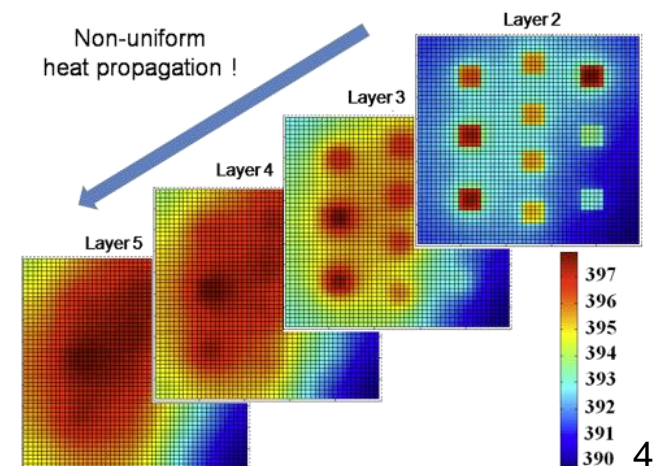 Non-uniform
heat propagation !
Layer 2
Layer 3
Layer 4
Layer 5
397
396
395
394
393
392
391
390
4